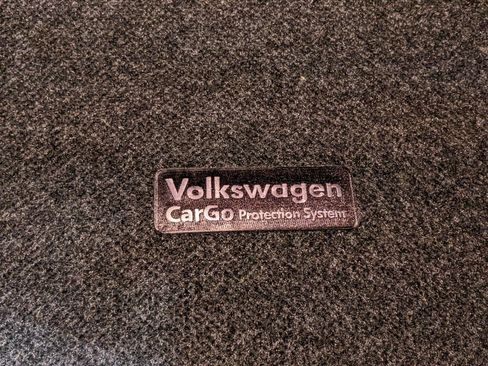 Volkswagen
CarGo Protection System